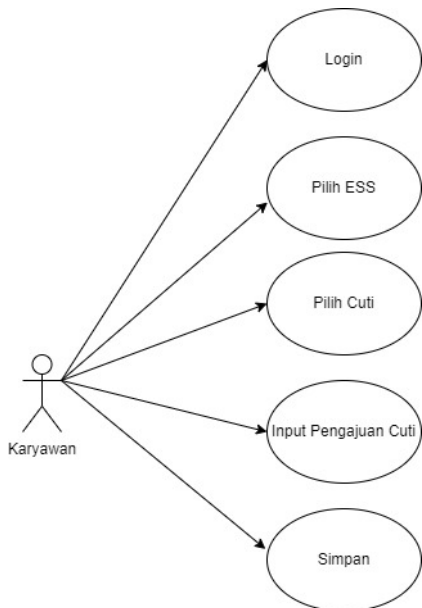 Login
Pilih ESS
Pilih Cuti
Karyawan
Input Pengajuan Cuti
Simpan